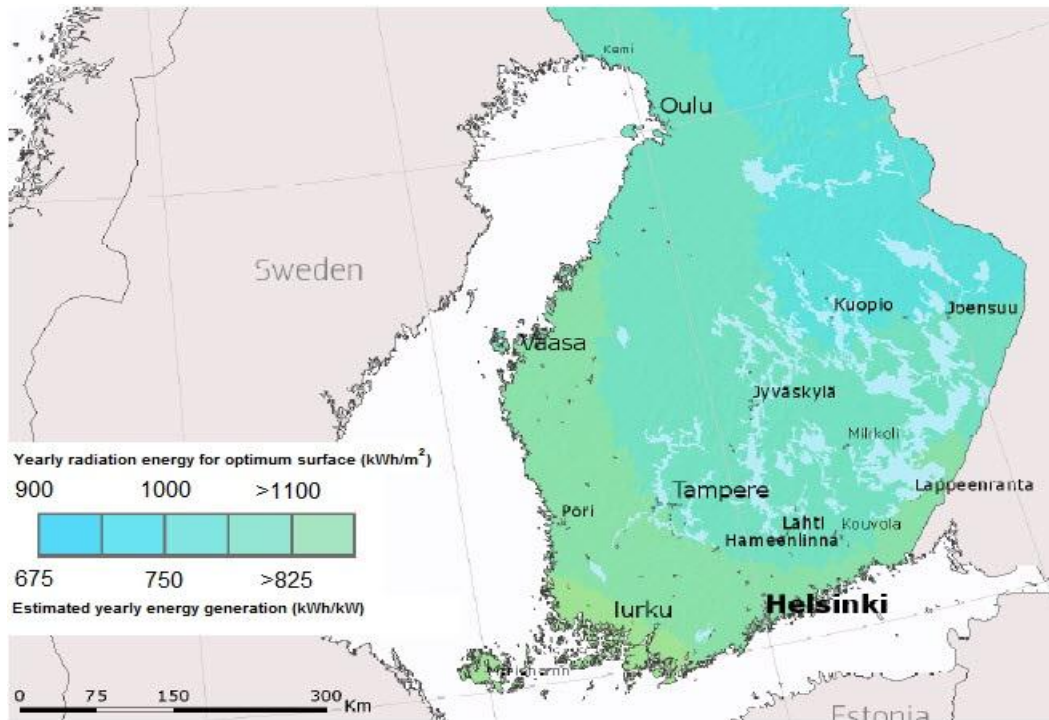 Kemi
Oulu
Sweden
Kuopio
Joensuu
Vaasa
Jyväskylä
Yearly radiation energy for optimum surface (kWh/m²)
900 1000 >1100
675 750 >825
Estimated yearly energy generation (kWh/kW)
Mikkoli
Lappeenranta
Tampere
Pori
Lahti
Kouvola
Hameenlinna
Iurku
Helsinki
0 75 150 300 Km
Estonia